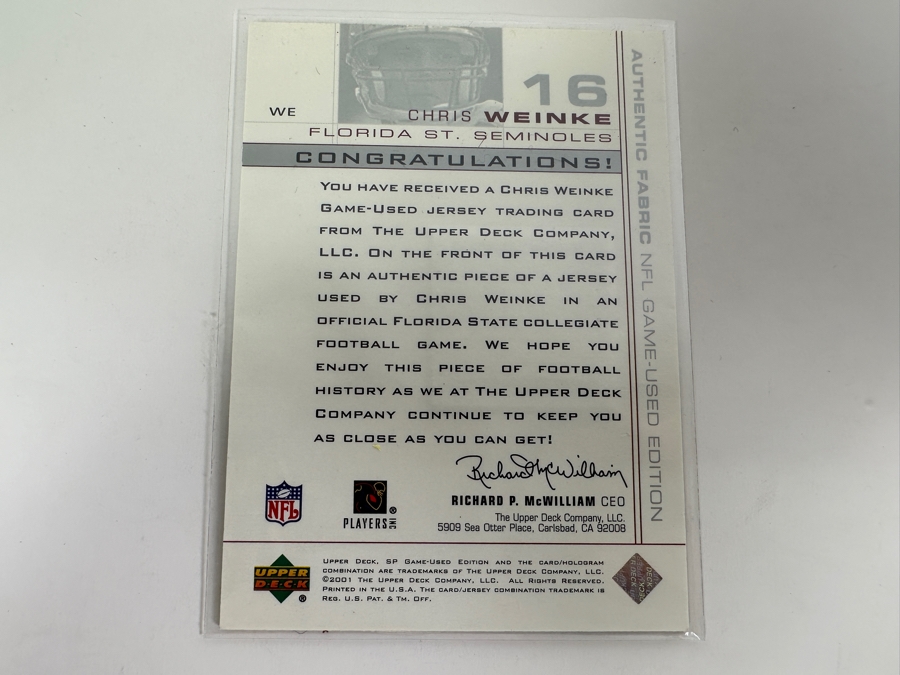 16
WE
CHRIS WEINKE
FLORIDA ST. SEMINOLES
CONGRATULATIONS!
YOU HAVE RECEIVED A CHRIS WEINKE
GAME-USED JERSEY TRADING CARD
FROM THE UPPER DECK COMPANY,
LLC. ON THE FRONT OF THIS CARD
IS AN AUTHENTIC PIECE OF A JERSEY
USED BY CHRIS WEINKE IN AN
OFFICIAL FLORIDA STATE COLLEGIATE
FOOTBALL GAME. WE HOPE YOU
ENJOY THIS PIECE OF FOOTBALL
HISTORY AS WE AT THE UPPER DECK
COMPANY CONTINUE TO KEEP YOU
AS CLOSE AS YOU CAN GET!
Richard McWilliam
RICHARD P. McWILLIAM CEO
The Upper Deck Company, LLC.
5909 Sea Otter Place, Carlsbad, CA 92008
NFL
PLAYERS INC ®
AUTHENTIC FABRIC NFL GAME-USED EDITION
UPPER DECK ®
UPPER DECK, SP GAME-USED EDITION AND THE CARD/HOLOGRAM
COMBINATION ARE TRADEMARKS OF THE UPPER DECK COMPANY, LLC.
©2001 THE UPPER DECK COMPANY, LLC. ALL RIGHTS RESERVED.
PRINTED IN THE U.S.A. THE CARD/JERSEY COMBINATION TRADEMARK IS
REG. U.S. PAT. & TM. OFF.